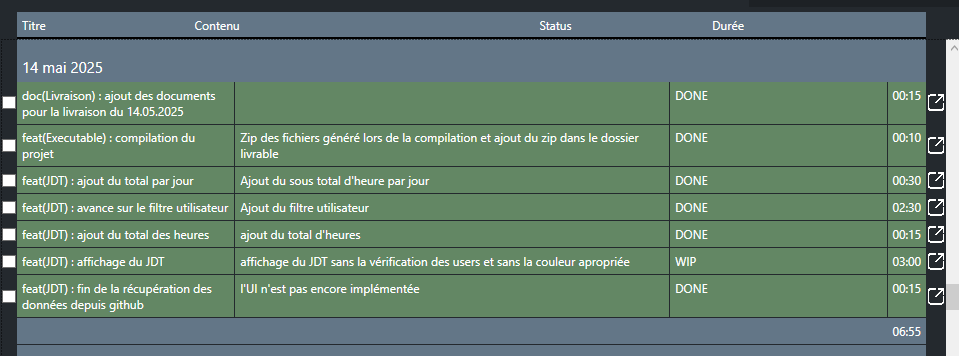 Titre Contenu Status Durée
14 mai 2025
doc(Livraison) : ajout des documents DONE 00:15
pour la livraison du 14.05.2025
feat(Executable) : compilation du Zip des fichiers généré lors de la compilation et ajout du zip dans le dossier DONE 00:10
projet livrable
feat(JDT) : ajout du total par jour Ajout du sous total d'heure par jour DONE 00:30
feat(JDT) : avance sur le filtre utilisateur Ajout du filtre utilisateur DONE 02:30
feat(JDT) : ajout du total des heures ajout du total d'heures DONE 00:15
feat(JDT) : affichage du JDT affichage du JDT sans la vérification des users et sans la couleur apropriée WIP 03:00
feat(JDT) : fin de la récupération des l'UI n'est pas encore implémentée DONE 00:15
données depuis github
06:55